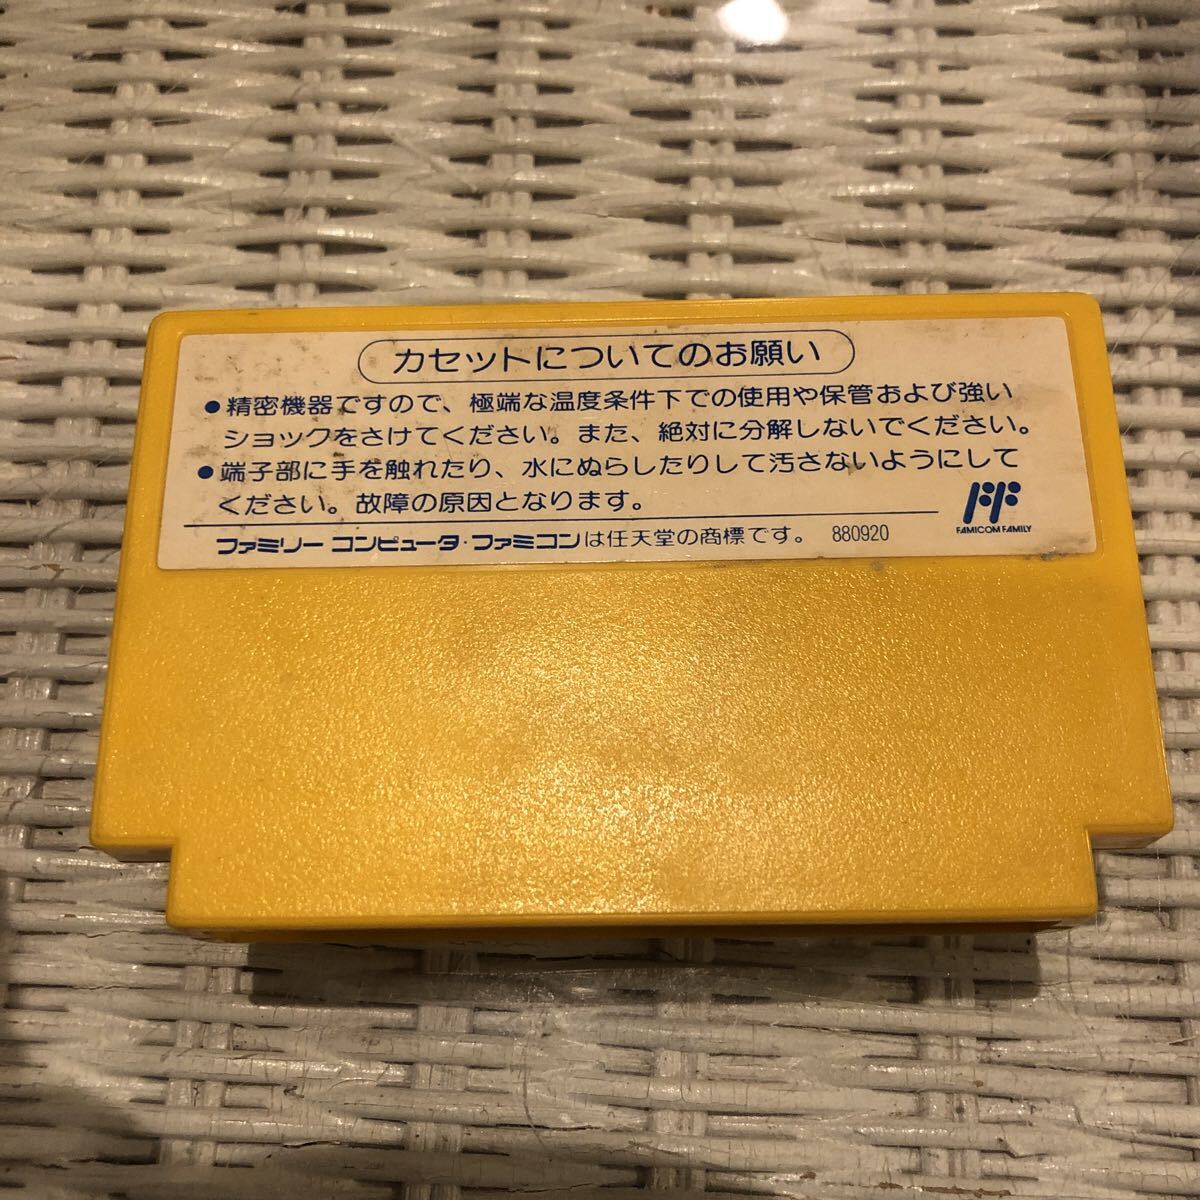 カセットについてのお願い
●精密機器ですので、極端な温度条件下での使用や保管および強い
ショックをさけてください。また、絶対に分解しないでください。
●端子部に手を触れたり、水にぬらしたりして汚さないようにして
ください。故障の原因となります。
FAMICOM FAMILY
ファミリー コンピュータ・ファミコンは任天堂の商標です。 880920